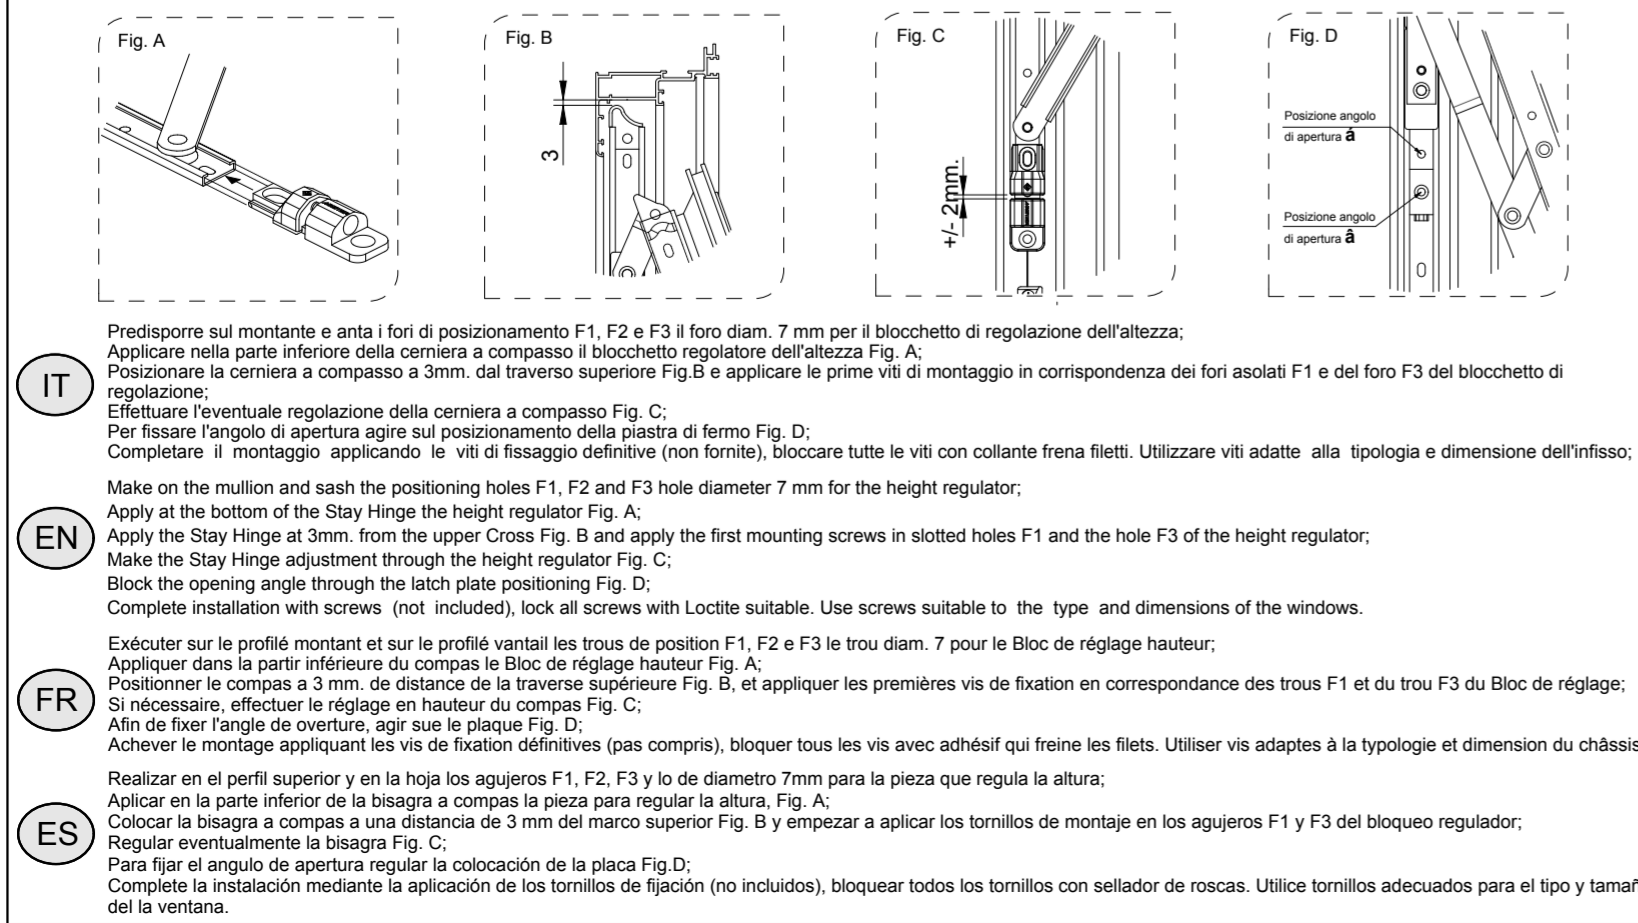 Fig. A
Fig. B
3
Fig. C
+/- 2mm.
Fig. D
Posizione angolo
di apertura á
Posizione angolo
di apertura â
IT
Predisporre sul montante e anta i fori di posizionamento F1, F2 e F3 il foro diam. 7 mm per il blocchetto di regolazione dell'altezza;
Applicare nella parte inferiore della cerniera a compasso il blocchetto regolatore dell'altezza Fig. A;
Posizionare la cerniera a compasso a 3mm. dal traverso superiore Fig.B e applicare le prime viti di montaggio in corrispondenza dei fori asolati F1 e del foro F3 del blocchetto di
regolazione;
Effettuare l'eventuale regolazione della cerniera a compasso Fig. C;
Per fissare l'angolo di apertura agire sul posizionamento della piastra di fermo Fig. D;
Completare il montaggio applicando le viti di fissaggio definitive (non fornite), bloccare tutte le viti con collante frena filetti. Utilizzare viti adatte alla tipologia e dimensione dell'infisso;
EN
Make on the mullion and sash the positioning holes F1, F2 and F3 hole diameter 7 mm for the height regulator;
Apply at the bottom of the Stay Hinge the height regulator Fig. A;
Apply the Stay Hinge at 3mm. from the upper Cross Fig. B and apply the first mounting screws in slotted holes F1 and the hole F3 of the height regulator;
Make the Stay Hinge adjustment through the height regulator Fig. C;
Block the opening angle through the latch plate positioning Fig. D;
Complete installation with screws (not included), lock all screws with Loctite suitable. Use screws suitable to the type and dimensions of the windows.
FR
Exécuter sur le profilé montant et sur le profilé vantail les trous de position F1, F2 e F3 le trou diam. 7 pour le Bloc de réglage hauteur;
Appliquer dans la partir inférieure du compas le Bloc de réglage hauteur Fig. A;
Positionner le compas a 3 mm. de distance de la traverse supérieure Fig. B, et appliquer les premières vis de fixation en correspondance des trous F1 et du trou F3 du Bloc de réglage;
Si nécessaire, effectuer le réglage en hauteur du compas Fig. C;
Afin de fixer l'angle de overture, agir sue le plaque Fig. D;
Achever le montage appliquant les vis de fixation définitives (pas compris), bloquer tous les vis avec adhésif qui freine les filets. Utiliser vis adaptes à la typologie et dimension du châssis
ES
Realizar en el perfil superior y en la hoja los agujeros F1, F2, F3 y lo de diametro 7mm para la pieza que regula la altura;
Aplicar en la parte inferior de la bisagra a compas la pieza para regular la altura, Fig. A;
Colocar la bisagra a compas a una distancia de 3 mm del marco superior Fig. B y empezar a aplicar los tornillos de montaje en los agujeros F1 y F3 del bloqueo regulador;
Regular eventualmente la bisagra Fig. C;
Para fijar el angulo de apertura regular la colocación de la placa Fig.D;
Complete la instalación mediante la aplicación de los tornillos de fijación (no incluidos), bloquear todos los tornillos con sellador de roscas. Utilice tornillos adecuados para el tipo y tamañ
del la ventana.